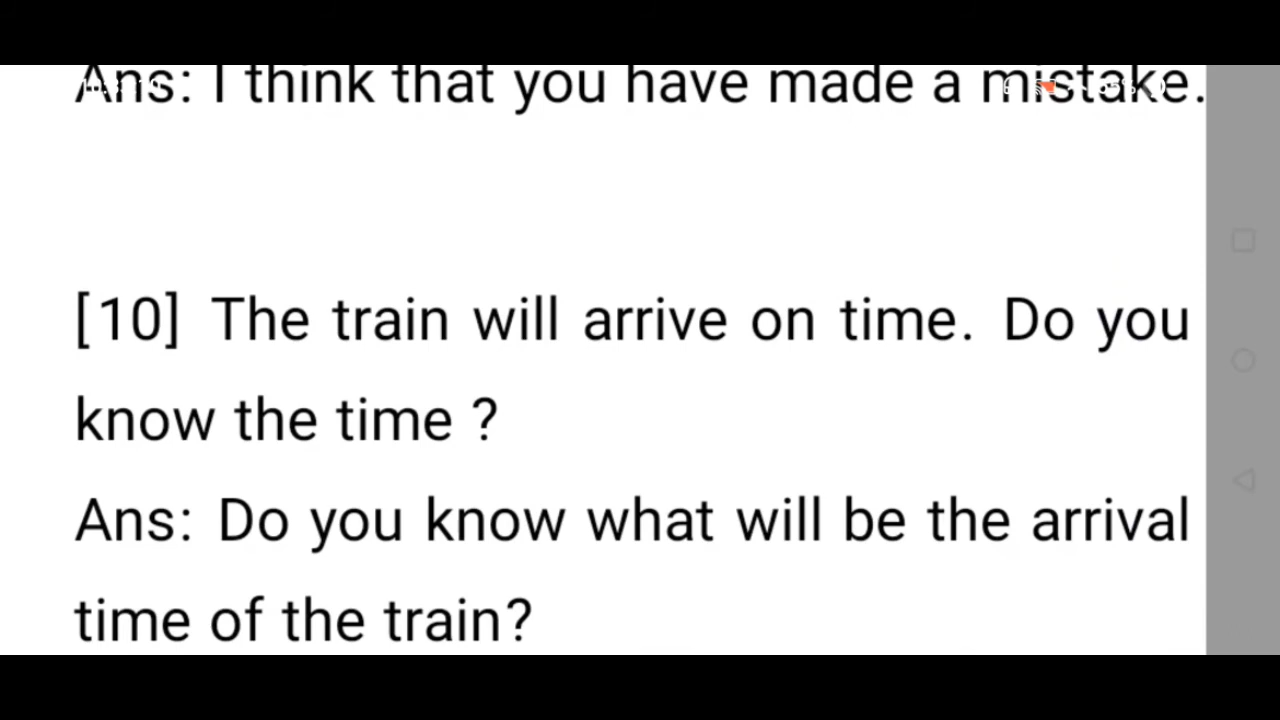 Ans: I think that you have made a mistake.
[10] The train will arrive on time. Do you
know the time ?
Ans: Do you know what will be the arrival
time of the train?